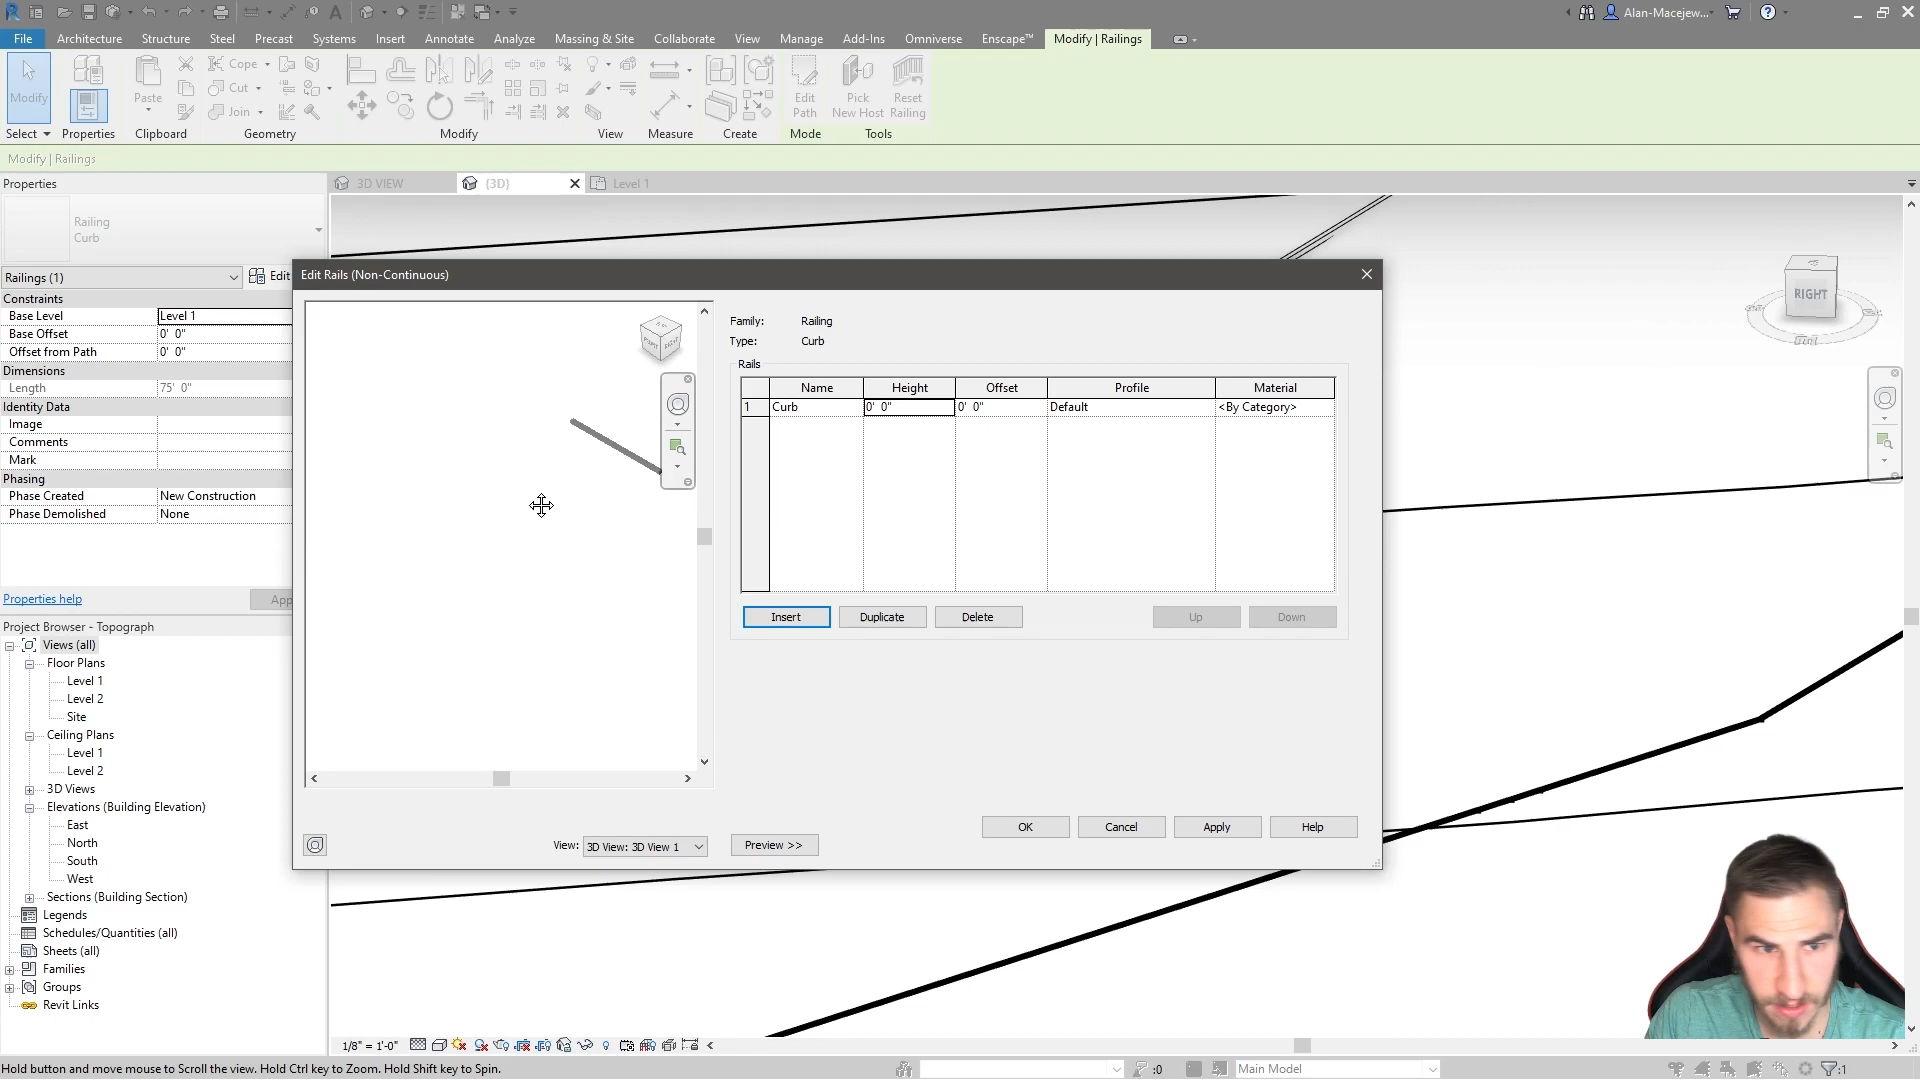 Alan-Macejew...
File Architecture Structure Steel Precast Systems Insert Annotate Analyze Massing & Site Collaborate View Manage Add-Ins Omniverse Enscape™ Modify | Railings
Modify
Paste
Cope
Cut
Join
Edit Path
Pick New Host
Reset Railing
Select Properties Clipboard Geometry Modify View Measure Create Mode Tools
Modify | Railings
Properties
3D VIEW
{3D}
Level 1
Railing
Curb
Railings (1)
Edit
Constraints
Base Level Level 1
Base Offset 0' 0"
Offset from Path 0' 0"
Dimensions
Length 75' 0"
Identity Data
Image
Comments
Mark
Phasing
Phase Created New Construction
Phase Demolished None
Properties help
App
Project Browser - Topograph
Views (all)
Floor Plans
Level 1
Level 2
Site
Ceiling Plans
Level 1
Level 2
3D Views
Elevations (Building Elevation)
East
North
South
West
Sections (Building Section)
Legends
Schedules/Quantities (all)
Sheets (all)
Families
Groups
Revit Links
Edit Rails (Non-Continuous)
Family: Railing
Type: Curb
Rails
Name Height Offset Profile Material
1 Curb 0' 0" 0' 0" Default <By Category>
Insert Duplicate Delete Up Down
OK Cancel Apply Help
View: 3D View: 3D View 1 Preview >>
RIGHT
1/8" = 1'-0"
Hold button and move mouse to Scroll the view. Hold Ctrl key to Zoom. Hold Shift key to Spin.
:0
Main Model
:1